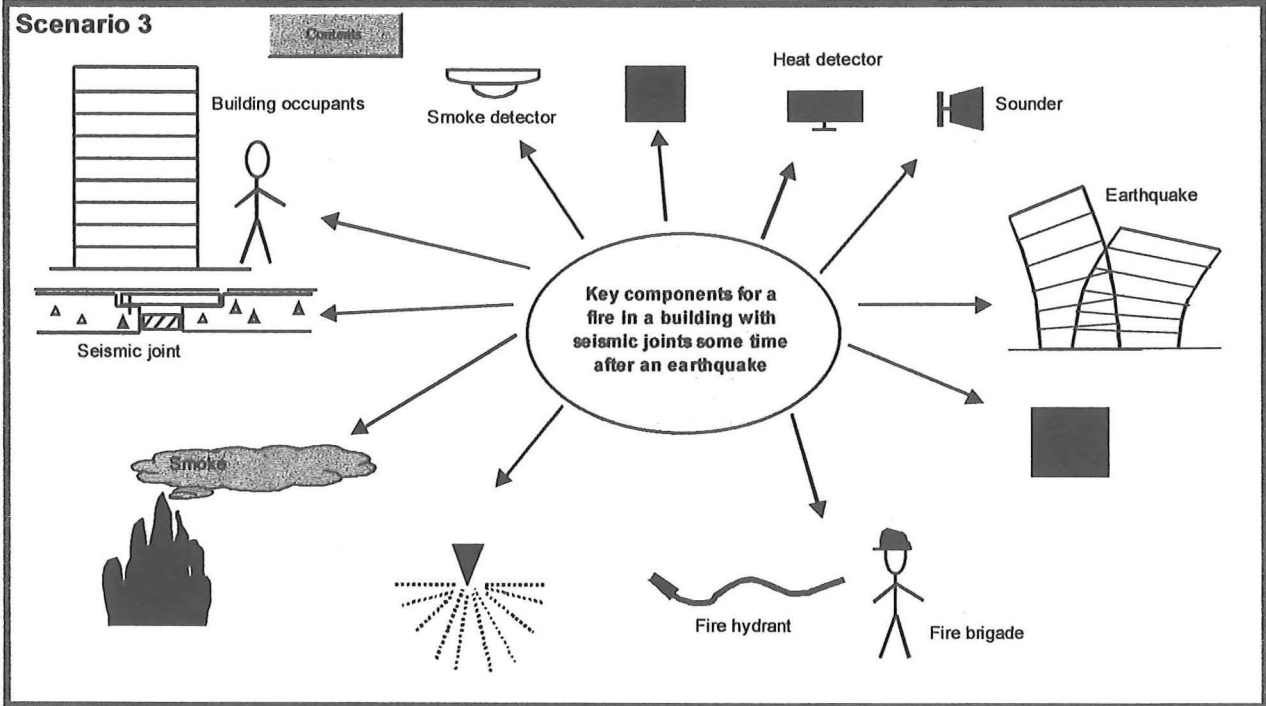 Scenario 3
Contents
Building occupants
Smoke detector
Heat detector
Sounder
Earthquake
Key components for a
fire in a building with
seismic joints some time
after an earthquake
Seismic joint
Smoke
Fire hydrant
Fire brigade